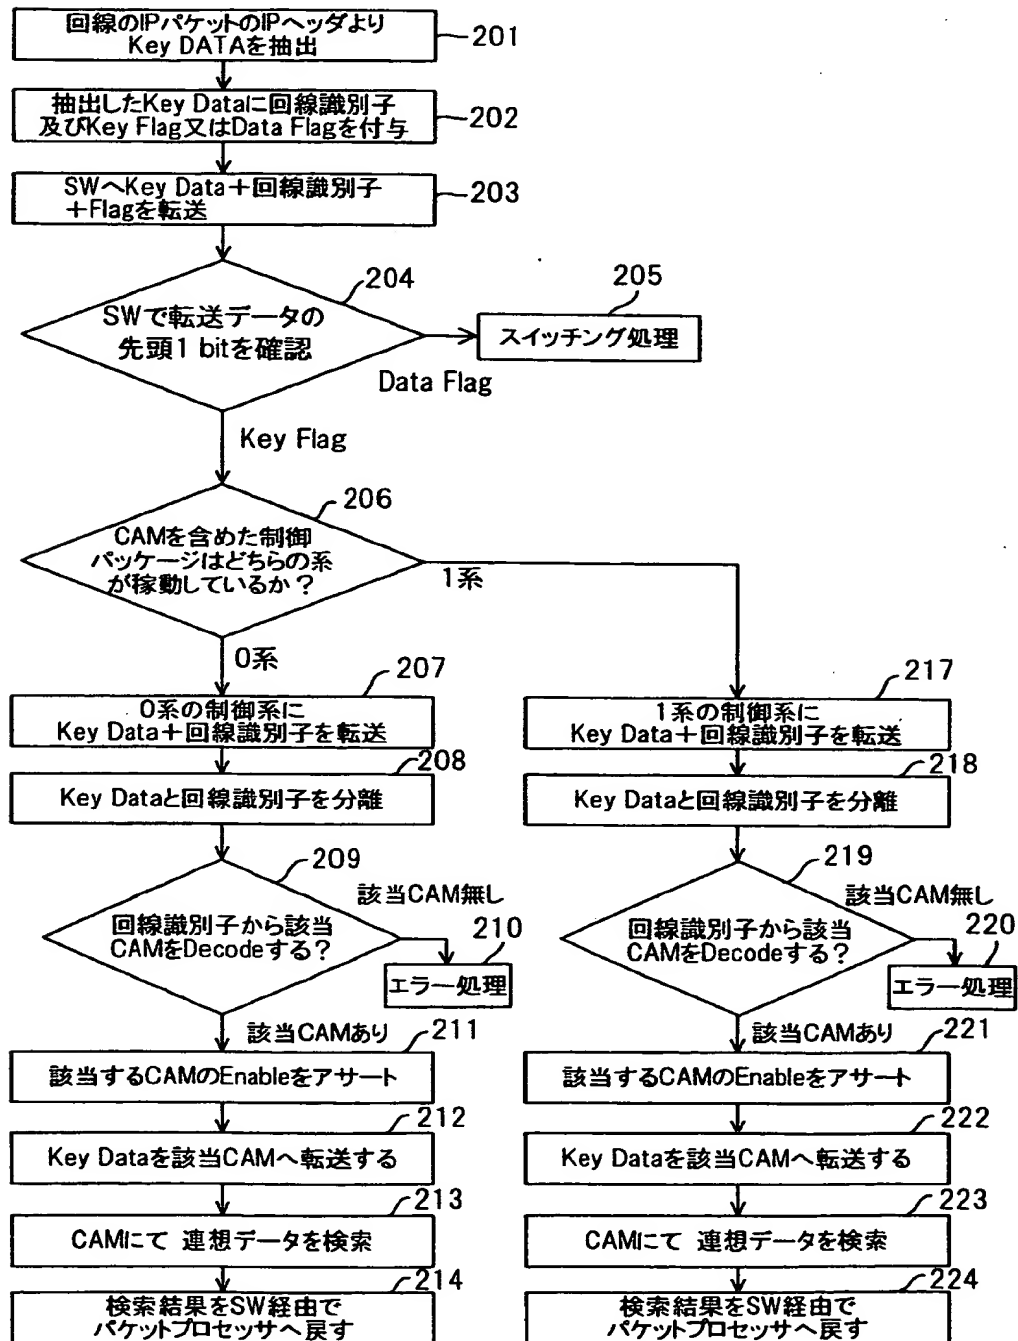 回線のIPパケットのIPヘッダより
Key DATAを抽出
201
抽出したKey Dataに回線識別子
及びKey Flag又はData Flagを付与
202
SWへKey Data＋回線識別子
＋Flagを転送
203
204
SWで転送データの
先頭1 bitを確認
205
スイッチング処理
Data Flag
Key Flag
206
CAMを含めた制御
パッケージはどちらの系
が稼動しているか？
1系
0系
207
0系の制御系に
Key Data＋回線識別子を転送
208
Key Dataと回線識別子を分離
209
回線識別子から該当
CAMをDecodeする？
該当CAM無し
210
エラー処理
該当CAMあり
211
該当するCAMのEnableをアサート
212
Key Dataを該当CAMへ転送する
213
CAMにて 連想データを検索
214
検索結果をSW経由で
パケットプロセッサへ戻す
217
1系の制御系に
Key Data＋回線識別子を転送
218
Key Dataと回線識別子を分離
219
回線識別子から該当
CAMをDecodeする？
該当CAM無し
220
エラー処理
該当CAMあり
221
該当するCAMのEnableをアサート
222
Key Dataを該当CAMへ転送する
223
CAMにて 連想データを検索
224
検索結果をSW経由で
パケットプロセッサへ戻す